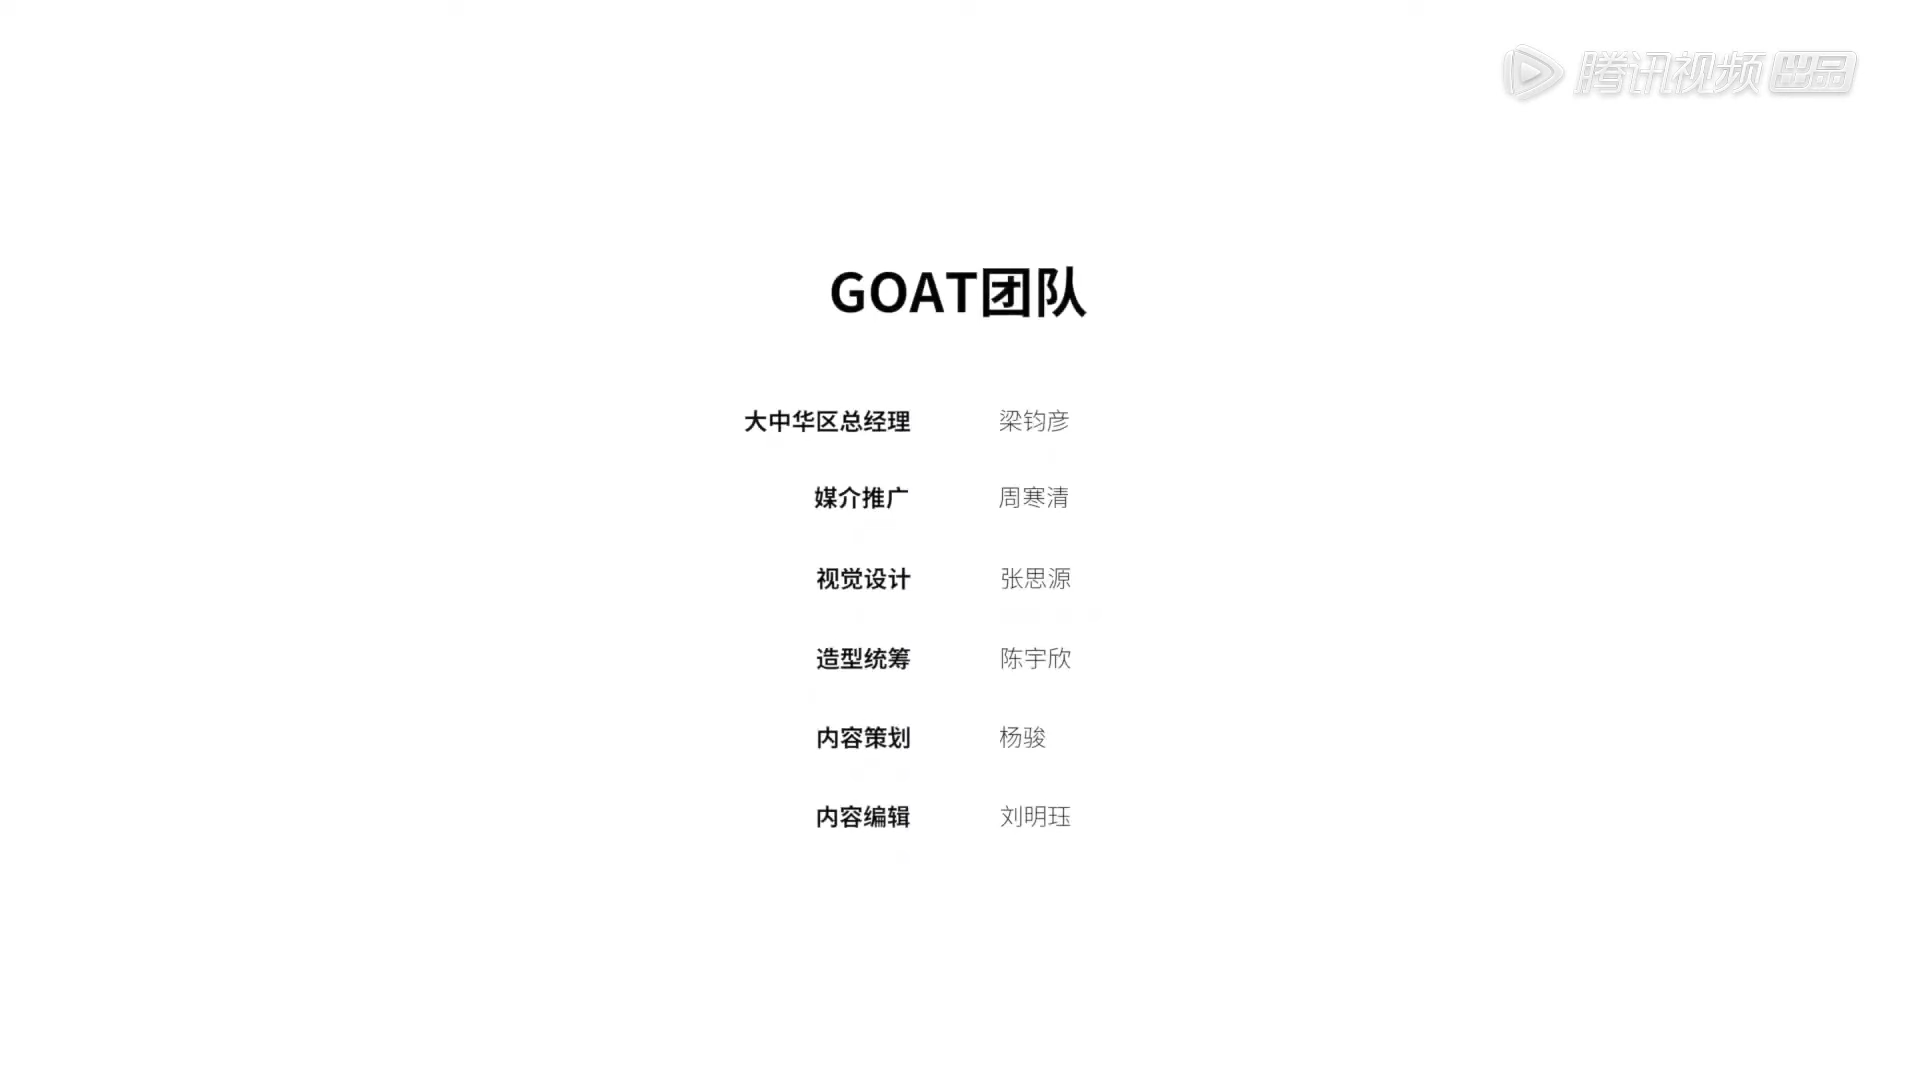 腾讯视频 出品
GOAT团队
大中华区总经理 梁钧彦
媒介推广 周寒清
视觉设计 张思源
造型统筹 陈宇欣
内容策划 杨骏
内容编辑 刘明珏